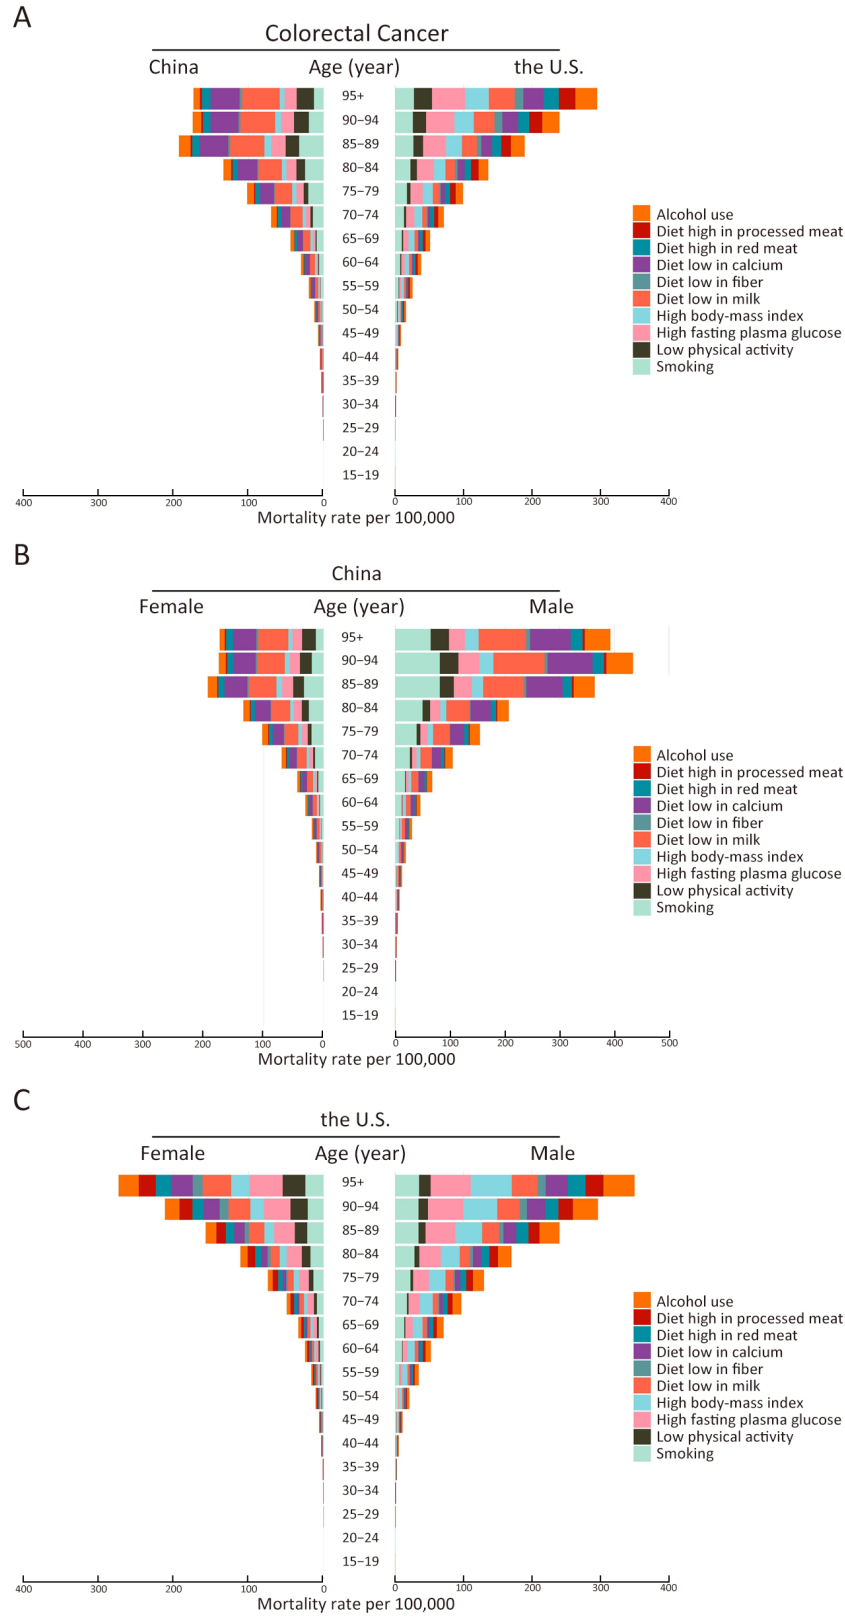 A
Colorectal Cancer
China Age (year) the U.S.
95+
90−94
85−89
80−84
75−79
70−74
65−69
60−64
55−59
50−54
45−49
40−44
35−39
30−34
25−29
20−24
15−19
Alcohol use
Diet high in processed meat
Diet high in red meat
Diet low in calcium
Diet low in fiber
Diet low in milk
High body-mass index
High fasting plasma glucose
Low physical activity
Smoking
400 300 200 100 0 0 100 200 300 400
Mortality rate per 100,000
B
China
Female Age (year) Male
95+
90−94
85−89
80−84
75−79
70−74
65−69
60−64
55−59
50−54
45−49
40−44
35−39
30−34
25−29
20−24
15−19
Alcohol use
Diet high in processed meat
Diet high in red meat
Diet low in calcium
Diet low in fiber
Diet low in milk
High body-mass index
High fasting plasma glucose
Low physical activity
Smoking
500 400 300 200 100 0 0 100 200 300 400 500
Mortality rate per 100,000
C
the U.S.
Female Age (year) Male
95+
90−94
85−89
80−84
75−79
70−74
65−69
60−64
55−59
50−54
45−49
40−44
35−39
30−34
25−29
20−24
15−19
Alcohol use
Diet high in processed meat
Diet high in red meat
Diet low in calcium
Diet low in fiber
Diet low in milk
High body-mass index
High fasting plasma glucose
Low physical activity
Smoking
400 300 200 100 0 0 100 200 300 400
Mortality rate per 100,000